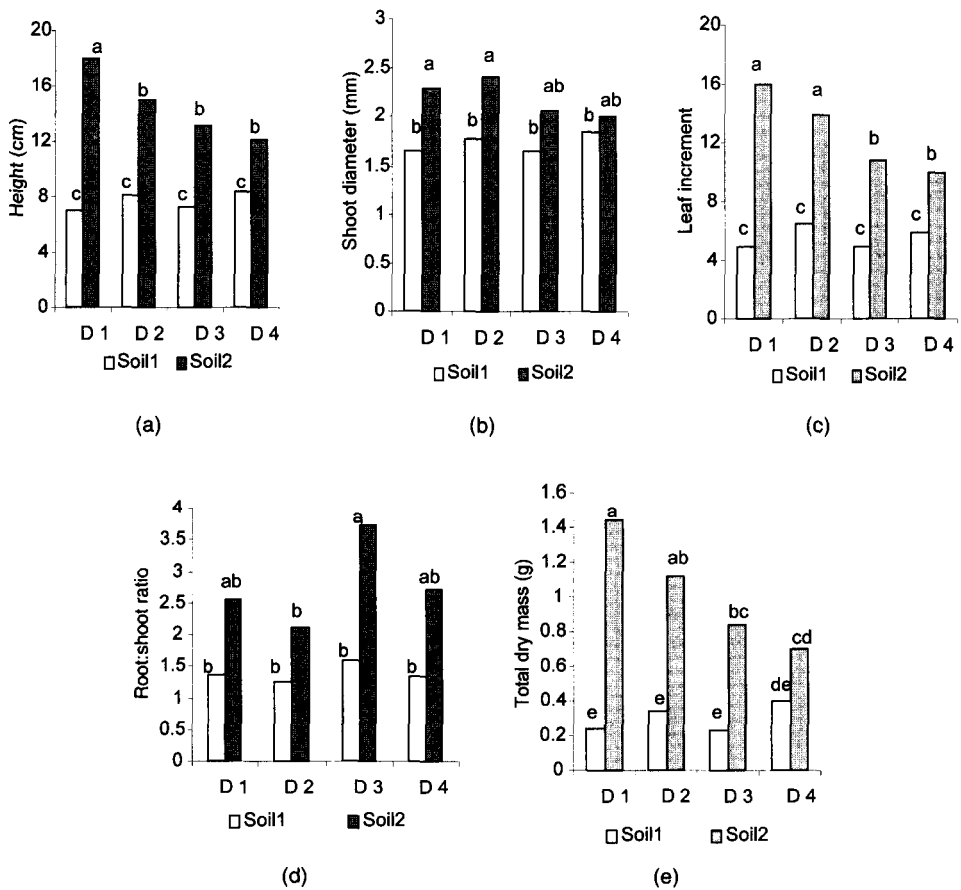 Height (cm)
20
16
12
8
4
0
a
b
b
b
c
c
c
c
D 1 D 2 D 3 D 4
Soil1 Soil2
(a)
Shoot diameter (mm)
3
2.5
2
1.5
1
0.5
0
a
a
ab
ab
b
b
b
b
D 1 D 2 D 3 D 4
Soil1 Soil2
(b)
Leaf increment
20
16
12
8
4
0
a
a
b
b
c
c
c
c
D 1 D 2 D 3 D 4
Soil1 Soil2
(c)
Root:shoot ratio
4
3.5
3
2.5
2
1.5
1
0.5
0
ab
b
a
ab
b
b
b
b
D 1 D 2 D 3 D 4
Soil1 Soil2
(d)
Total dry mass (g)
1.6
1.4
1.2
1
0.8
0.6
0.4
0.2
0
a
ab
bc
cd
e
e
e
de
D 1 D 2 D 3 D 4
Soil1 Soil2
(e)